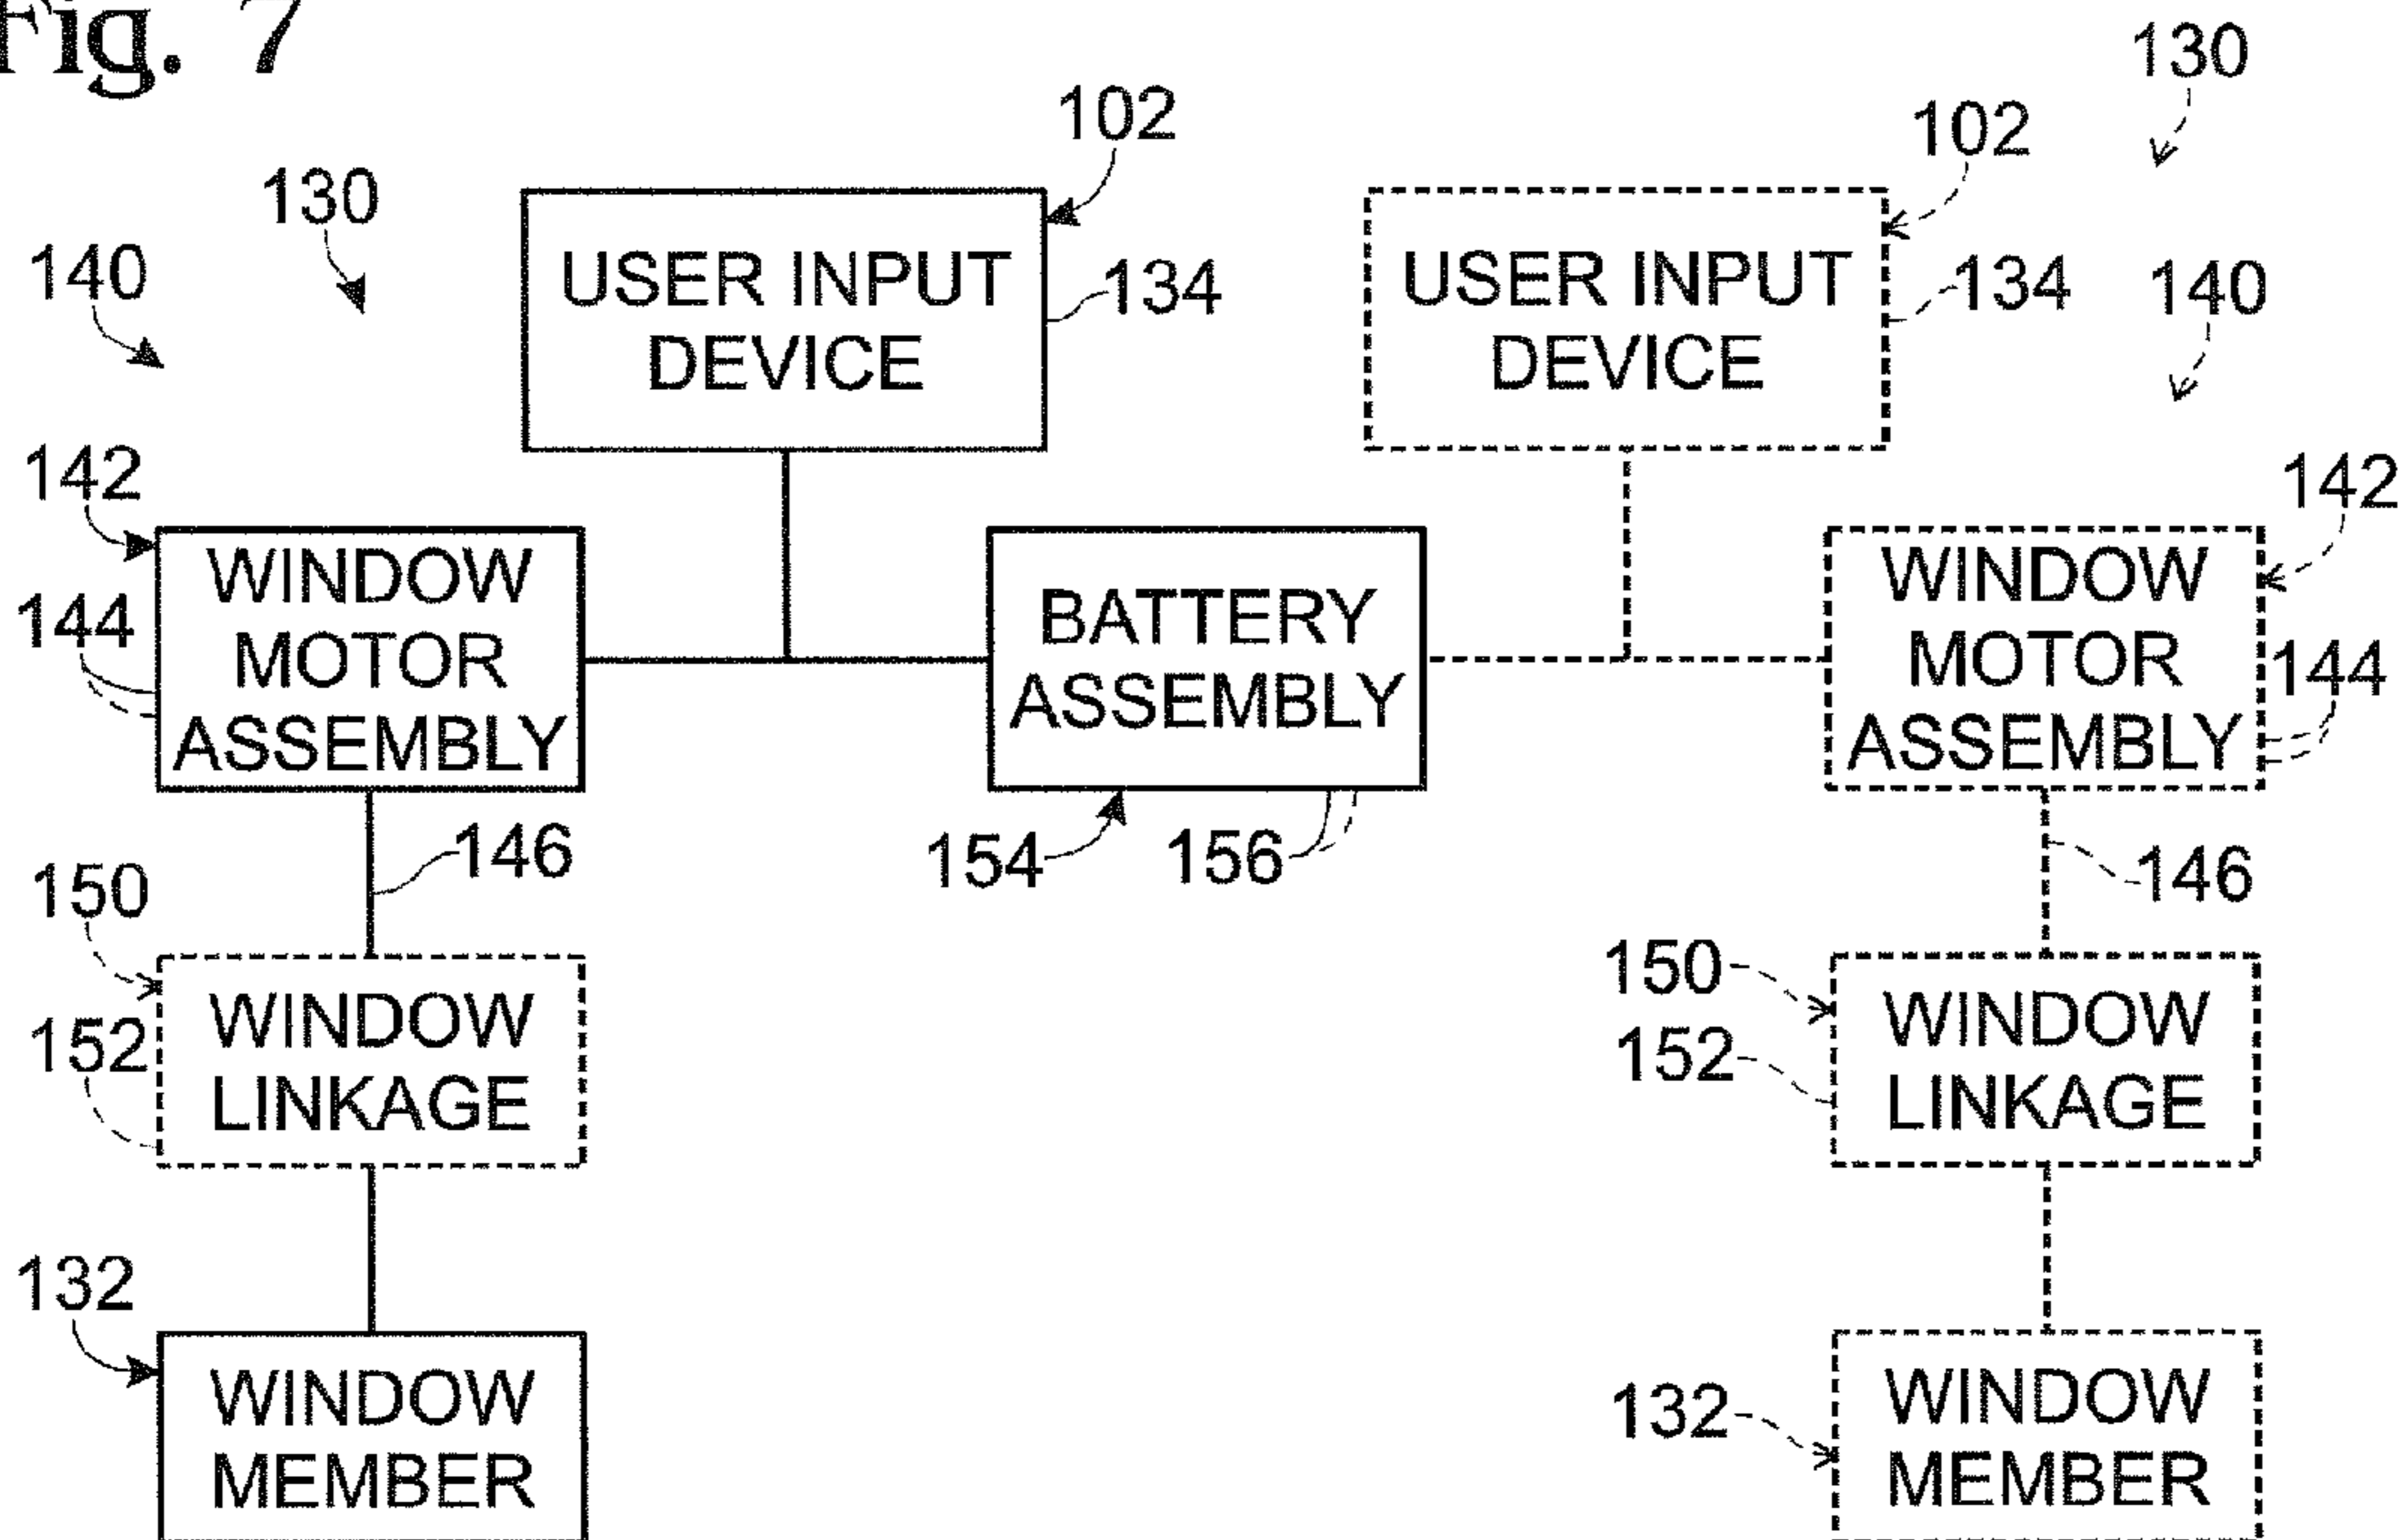 Fig. 7
130
102
102
130
140
USER INPUT
DEVICE
134
USER INPUT
DEVICE
134
140
142
WINDOW
MOTOR
ASSEMBLY
144
BATTERY
ASSEMBLY
154
156
142
WINDOW
MOTOR
ASSEMBLY
144
146
146
150
152
WINDOW
LINKAGE
150
152
WINDOW
LINKAGE
132
WINDOW
MEMBER
132
WINDOW
MEMBER